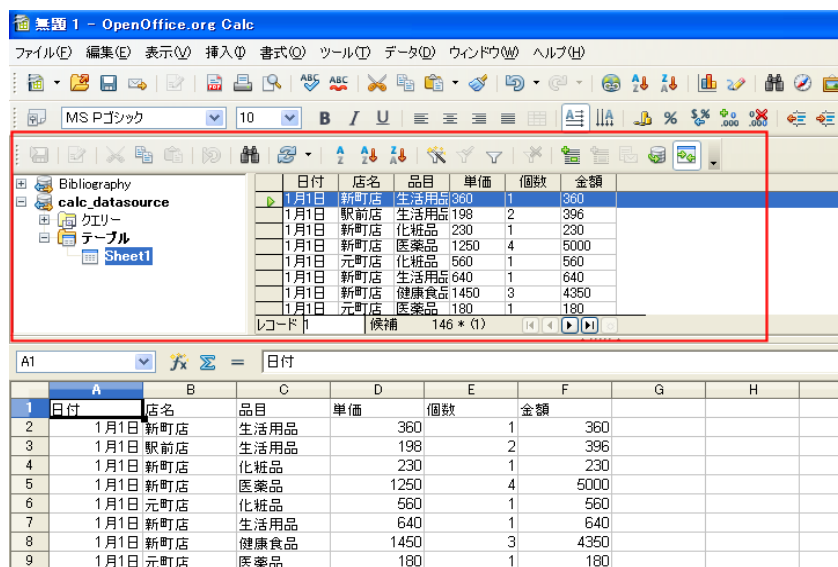 無題 1 - OpenOffice.org Calc
ファイル(F) 編集(E) 表示(V) 挿入(I) 書式(O) ツール(T) データ(D) ウィンドウ(W) ヘルプ(H)
MS Pゴシック 10 B I U
Bibliography
calc_datasource
クエリー
テーブル
Sheet1
日付 店名 品目 単価 個数 金額
1月1日 新町店 生活用品 360 1 360
1月1日 駅前店 生活用品 198 2 396
1月1日 新町店 化粧品 230 1 230
1月1日 新町店 医薬品 1250 4 5000
1月1日 元町店 化粧品 560 1 560
1月1日 新町店 生活用品 640 1 640
1月1日 新町店 健康食品 1450 3 4350
1月1日 元町店 医薬品 180 1 180
レコード 1 候補 146 * (1)
A1 日付
A B C D E F G H
1 日付 店名 品目 単価 個数 金額
2 1月1日 新町店 生活用品 360 1 360
3 1月1日 駅前店 生活用品 198 2 396
4 1月1日 新町店 化粧品 230 1 230
5 1月1日 新町店 医薬品 1250 4 5000
6 1月1日 元町店 化粧品 560 1 560
7 1月1日 新町店 生活用品 640 1 640
8 1月1日 新町店 健康食品 1450 3 4350
9 1月1日 元町店 医薬品 180 1 180